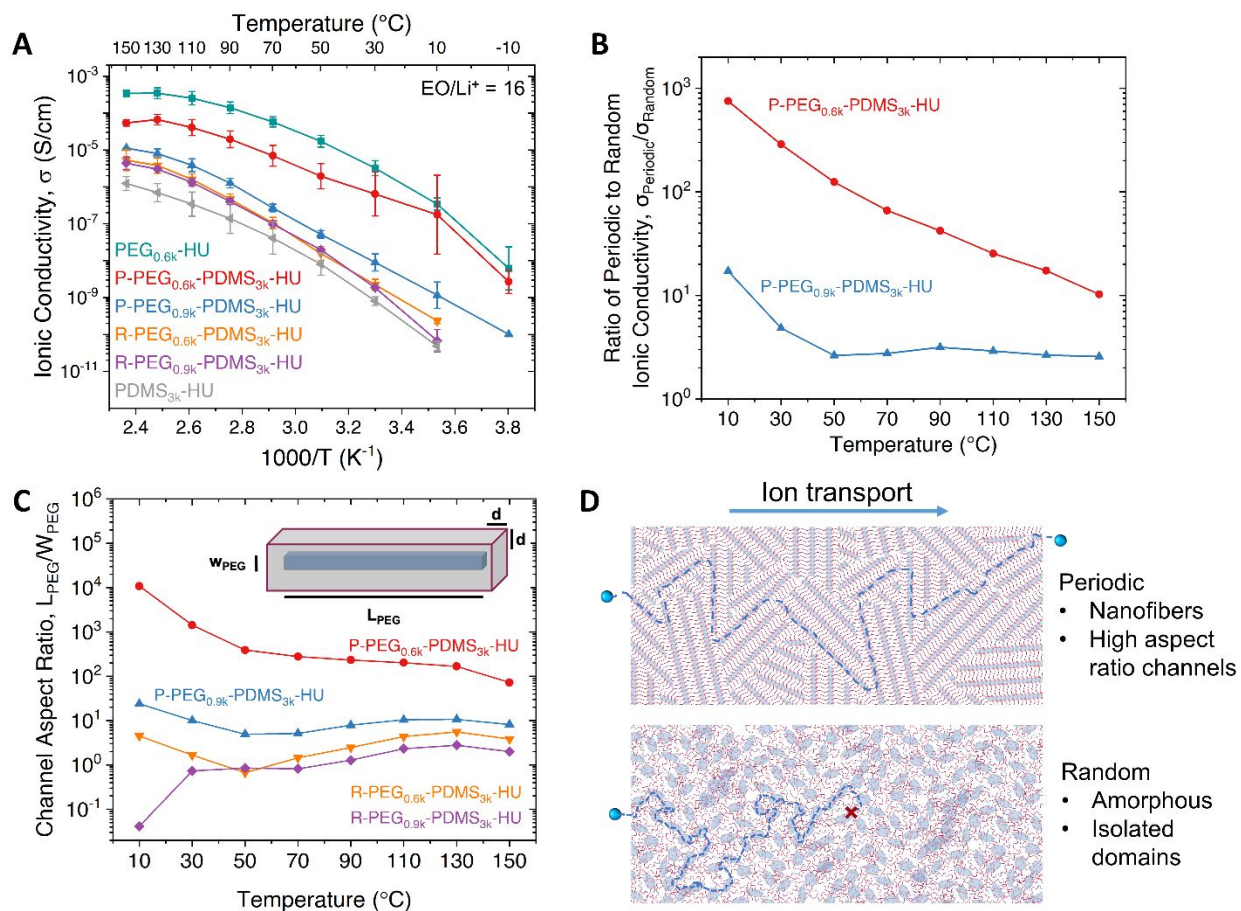 A
Temperature (°C)
150 130 110 90 70 50 30 10 -10
EO/Li⁺ = 16
Ionic Conductivity, σ (S/cm)
10⁻³
10⁻⁵
10⁻⁷
10⁻⁹
10⁻¹¹
PEG₀.₆ₖ-HU
P-PEG₀.₆ₖ-PDMS₃ₖ-HU
P-PEG₀.₉ₖ-PDMS₃ₖ-HU
R-PEG₀.₆ₖ-PDMS₃ₖ-HU
R-PEG₀.₉ₖ-PDMS₃ₖ-HU
PDMS₃ₖ-HU
2.4 2.6 2.8 3.0 3.2 3.4 3.6 3.8
1000/T (K⁻¹)
B
Ratio of Periodic to Random
Ionic Conductivity, σPeriodic/σRandom
10³
10²
10¹
10⁰
P-PEG₀.₆ₖ-PDMS₃ₖ-HU
P-PEG₀.₉ₖ-PDMS₃ₖ-HU
10 30 50 70 90 110 130 150
Temperature (°C)
C
Channel Aspect Ratio, LPEG/WPEG
10⁶
10⁵
10⁴
10³
10²
10¹
10⁰
10⁻¹
d
d
wPEG
LPEG
P-PEG₀.₆ₖ-PDMS₃ₖ-HU
P-PEG₀.₉ₖ-PDMS₃ₖ-HU
R-PEG₀.₆ₖ-PDMS₃ₖ-HU
R-PEG₀.₉ₖ-PDMS₃ₖ-HU
10 30 50 70 90 110 130 150
Temperature (°C)
D
Ion transport
Periodic
• Nanofibers
• High aspect
ratio channels
Random
• Amorphous
• Isolated
domains